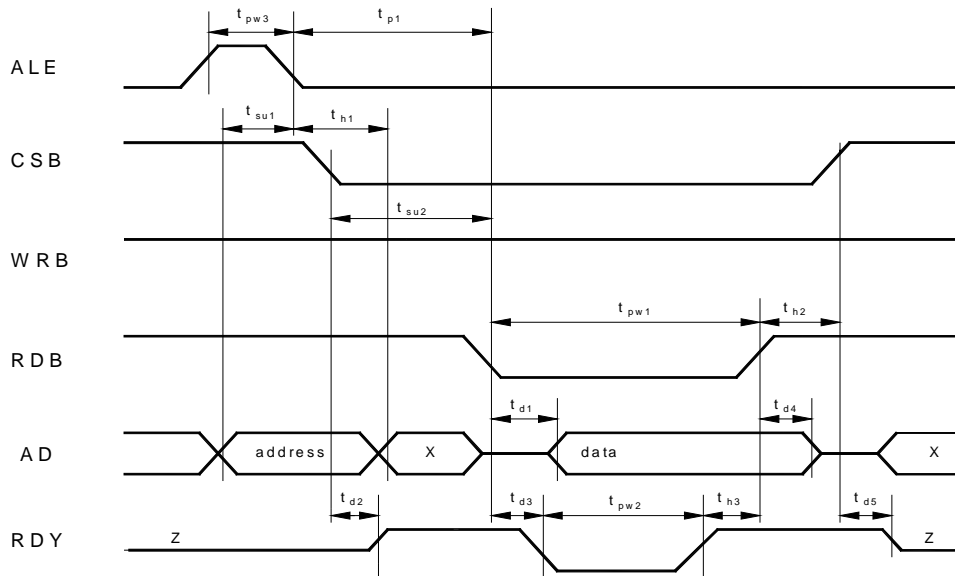 t pw3
t p1
ALE
t su1
t h1
CSB
t su2
WRB
t pw1
t h2
RDB
t d1
t d4
AD
address
X
data
X
t d2
t d3
t pw2
t h3
t d5
RDY
Z
Z